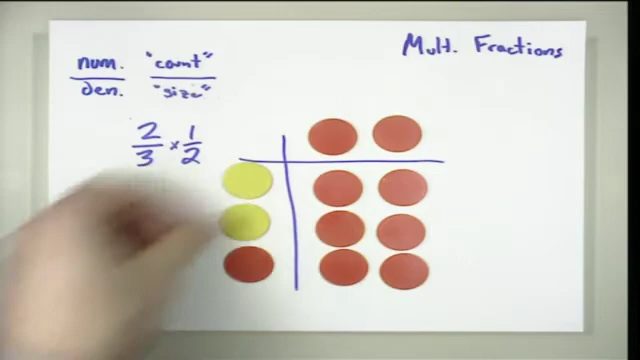 Mult. Fractions
num. "count"
den. "size"
2/3 × 1/2